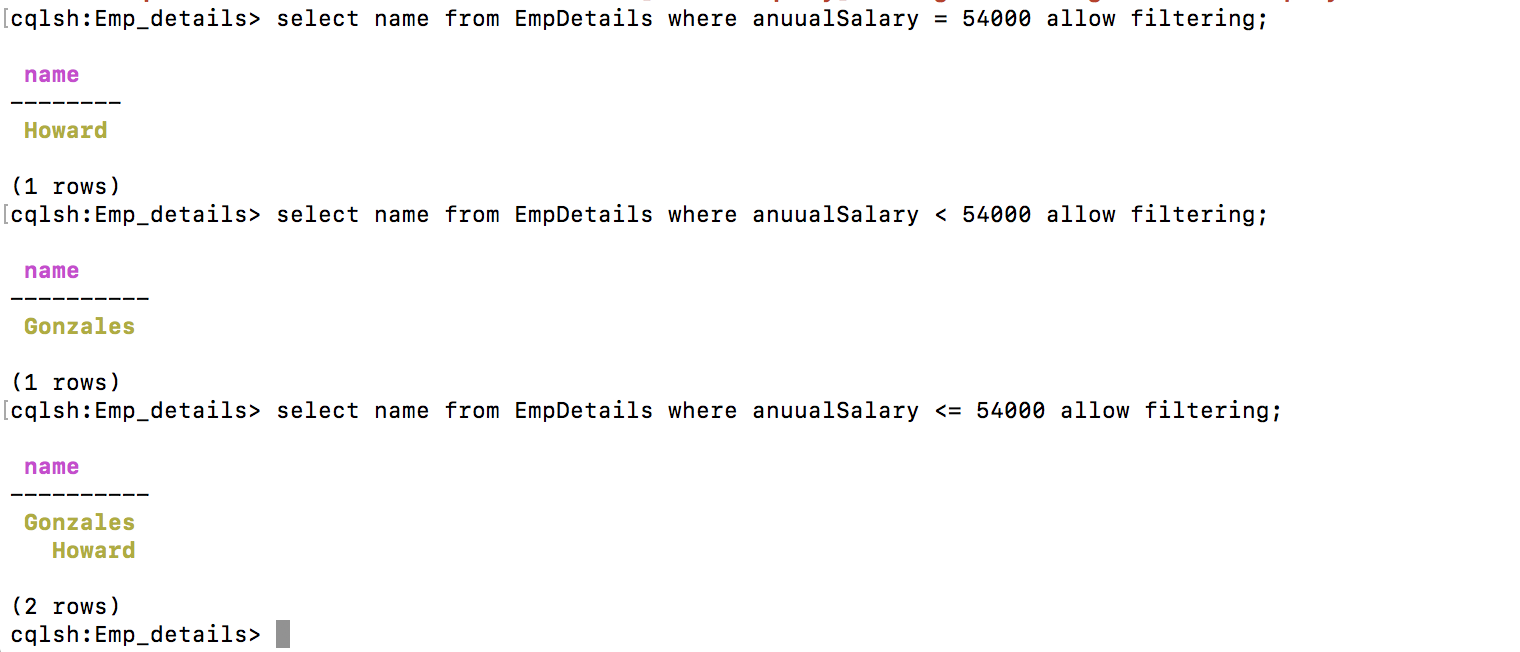 [cqlsh:Emp_details> select name from EmpDetails where anuualSalary = 54000 allow filtering;
name
--------
Howard
(1 rows)
[cqlsh:Emp_details> select name from EmpDetails where anuualSalary < 54000 allow filtering;
name
----------
Gonzales
(1 rows)
[cqlsh:Emp_details> select name from EmpDetails where anuualSalary <= 54000 allow filtering;
name
----------
Gonzales
Howard
(2 rows)
cqlsh:Emp_details>